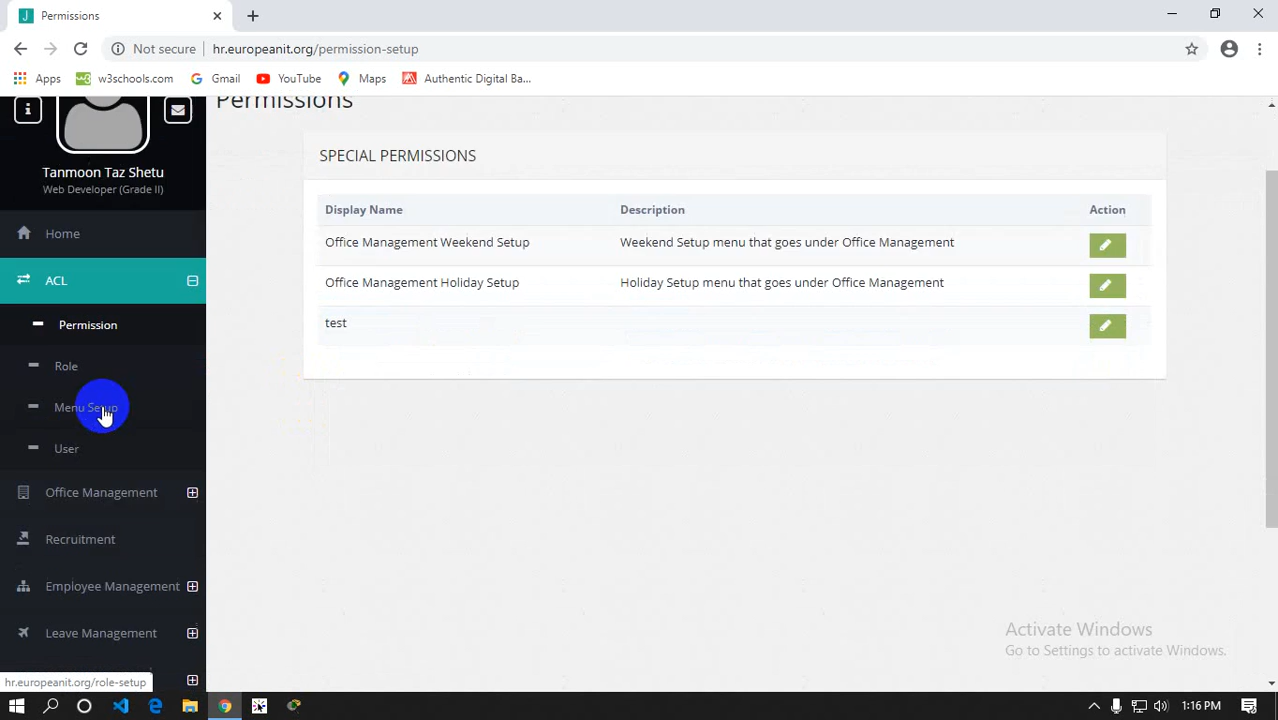 Permissions
Not secure hr.europeanit.org/permission-setup
Apps w3schools.com Gmail YouTube Maps Authentic Digital Ba...
Permissions
Tanmoon Taz Shetu
Web Developer (Grade II)
Home
ACL
Permission
Role
Menu Setup
User
Office Management
Recruitment
Employee Management
Leave Management
SPECIAL PERMISSIONS
Display Name Description Action
Office Management Weekend Setup Weekend Setup menu that goes under Office Management
Office Management Holiday Setup Holiday Setup menu that goes under Office Management
test
Activate Windows
Go to Settings to activate Windows.
hr.europeanit.org/role-setup
1:16 PM